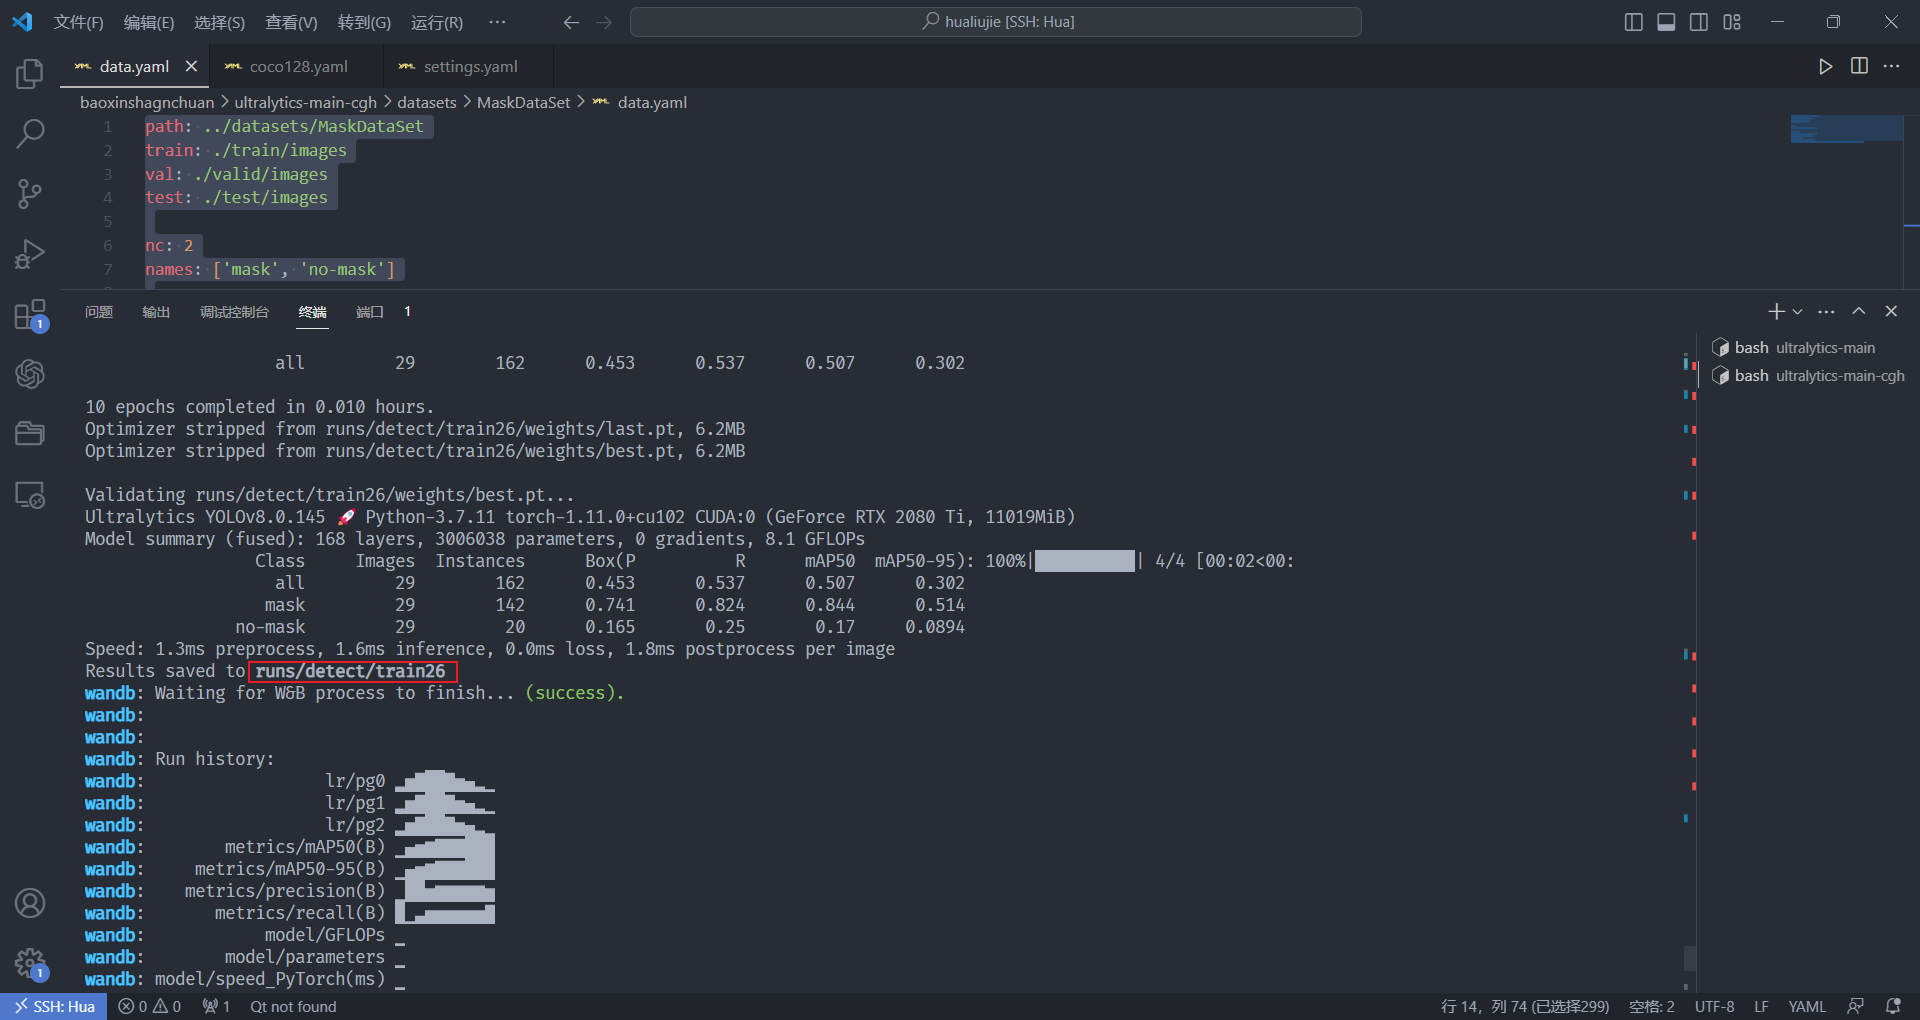 文件(F) 编辑(E) 选择(S) 查看(V) 转到(G) 运行(R) ··· hualiujie [SSH: Hua]
data.yaml coco128.yaml settings.yaml
baoxinshagnchuan > ultralytics-main-cgh > datasets > MaskDataSet > data.yaml
1 path: ../datasets/MaskDataSet
2 train: ./train/images
3 val: ./valid/images
4 test: ./test/images
5
6 nc: 2
7 names: ['mask', 'no-mask']
问题 输出 调试控制台 终端 端口 1
bash ultralytics-main
bash ultralytics-main-cgh
all 29 162 0.453 0.537 0.507 0.302
10 epochs completed in 0.010 hours.
Optimizer stripped from runs/detect/train26/weights/last.pt, 6.2MB
Optimizer stripped from runs/detect/train26/weights/best.pt, 6.2MB
Validating runs/detect/train26/weights/best.pt...
Ultralytics YOLOv8.0.145 🚀 Python-3.7.11 torch-1.11.0+cu102 CUDA:0 (GeForce RTX 2080 Ti, 11019MiB)
Model summary (fused): 168 layers, 3006038 parameters, 0 gradients, 8.1 GFLOPs
Class Images Instances Box(P R mAP50 mAP50-95): 100%|██████████| 4/4 [00:02<00:
all 29 162 0.453 0.537 0.507 0.302
mask 29 142 0.741 0.824 0.844 0.514
no-mask 29 20 0.165 0.25 0.17 0.0894
Speed: 1.3ms preprocess, 1.6ms inference, 0.0ms loss, 1.8ms postprocess per image
Results saved to runs/detect/train26
wandb: Waiting for W&B process to finish... (success).
wandb:
wandb:
wandb: Run history:
wandb: lr/pg0
wandb: lr/pg1
wandb: lr/pg2
wandb: metrics/mAP50(B)
wandb: metrics/mAP50-95(B)
wandb: metrics/precision(B)
wandb: metrics/recall(B)
wandb: model/GFLOPs
wandb: model/parameters
wandb: model/speed_PyTorch(ms)
1
1
SSH: Hua 0 0 1 Qt not found 行 14，列 74 (已选择299) 空格: 2 UTF-8 LF YAML